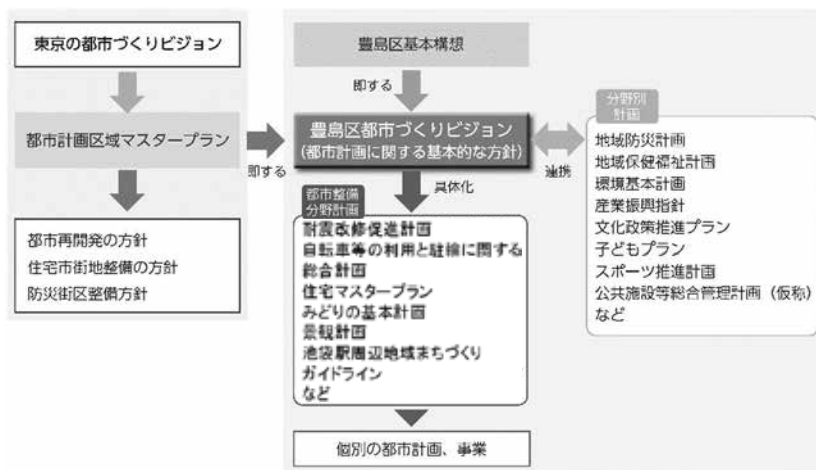 東京の都市づくりビジョン
都市計画区域マスタープラン
都市再開発の方針
住宅市街地整備の方針
防災街区整備方針
即する
豊島区基本構想
即する
豊島区都市づくりビジョン
(都市計画に関する基本的な方針)
連携
具体化
都市整備
分野計画
耐震改修促進計画
自転車等の利用と駐輪に関する
総合計画
住宅マスタープラン
みどりの基本計画
景観計画
池袋駅周辺地域まちづくり
ガイドライン
など
個別の都市計画、事業
分野別
計画
地域防災計画
地域保健福祉計画
環境基本計画
産業振興指針
文化政策推進プラン
子どもプラン
スポーツ推進計画
公共施設等総合管理計画（仮称）
など